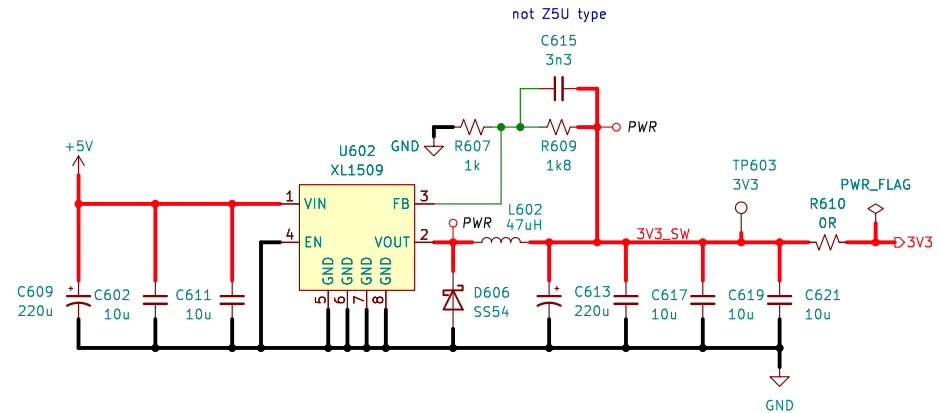 not Z5U type
C615
3n3
PWR
GND
R607
1k
R609
1k8
+5V
U602
XL1509
TP603
3V3
PWR_FLAG
1
VIN
FB
3
PWR
L602
47uH
R610
0R
4
EN
VOUT
2
3V3_SW
3V3
GND
GND
GND
GND
5
6
7
8
C609
220u
C602
10u
C611
10u
D606
SS54
C613
220u
C617
10u
C619
10u
C621
10u
GND